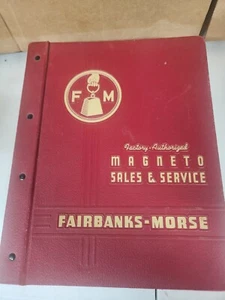 F M
Factory-Authorized
MAGNETO
SALES & SERVICE
FAIRBANKS-MORSE